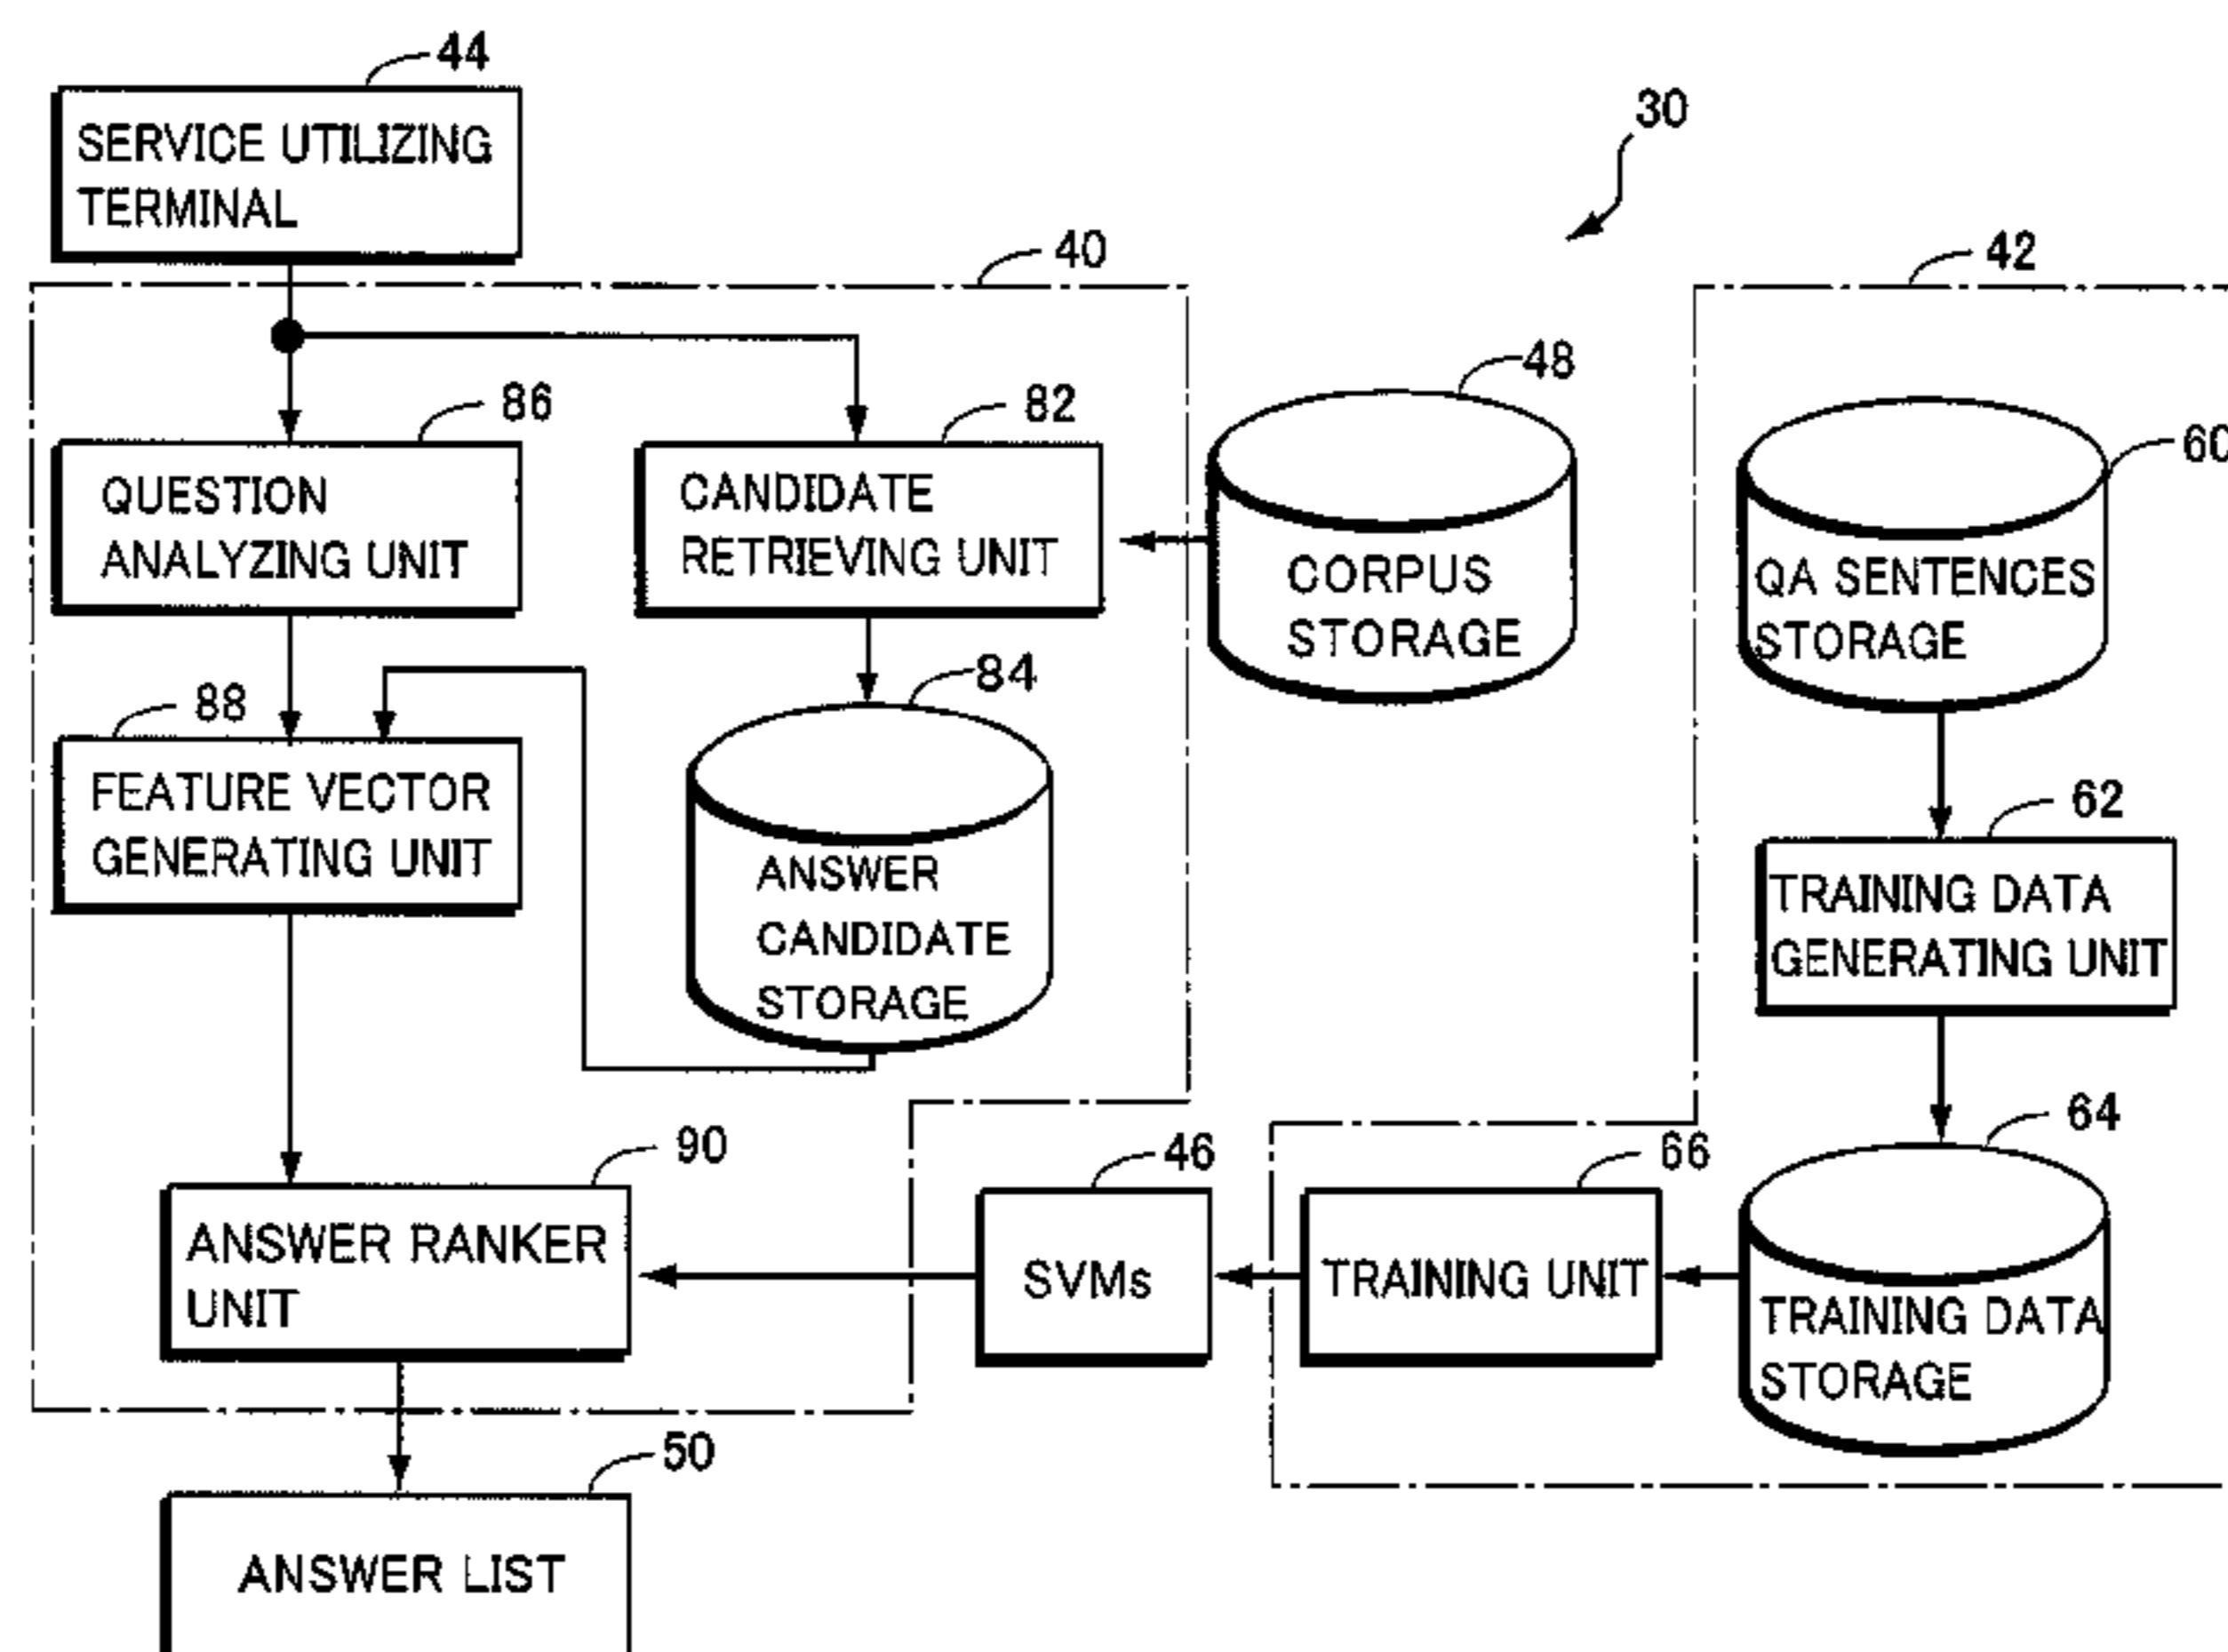 44
SERVICE UTILIZING
TERMINAL
30
40
42
86
82
48
60
QUESTION
ANALYZING UNIT
CANDIDATE
RETRIEVING UNIT
CORPUS
STORAGE
QA SENTENCES
STORAGE
88
84
62
FEATURE VECTOR
GENERATING UNIT
ANSWER
CANDIDATE
STORAGE
TRAINING DATA
GENERATING UNIT
90
46
66
64
ANSWER RANKER
UNIT
SVMs
TRAINING UNIT
TRAINING DATA
STORAGE
50
ANSWER LIST